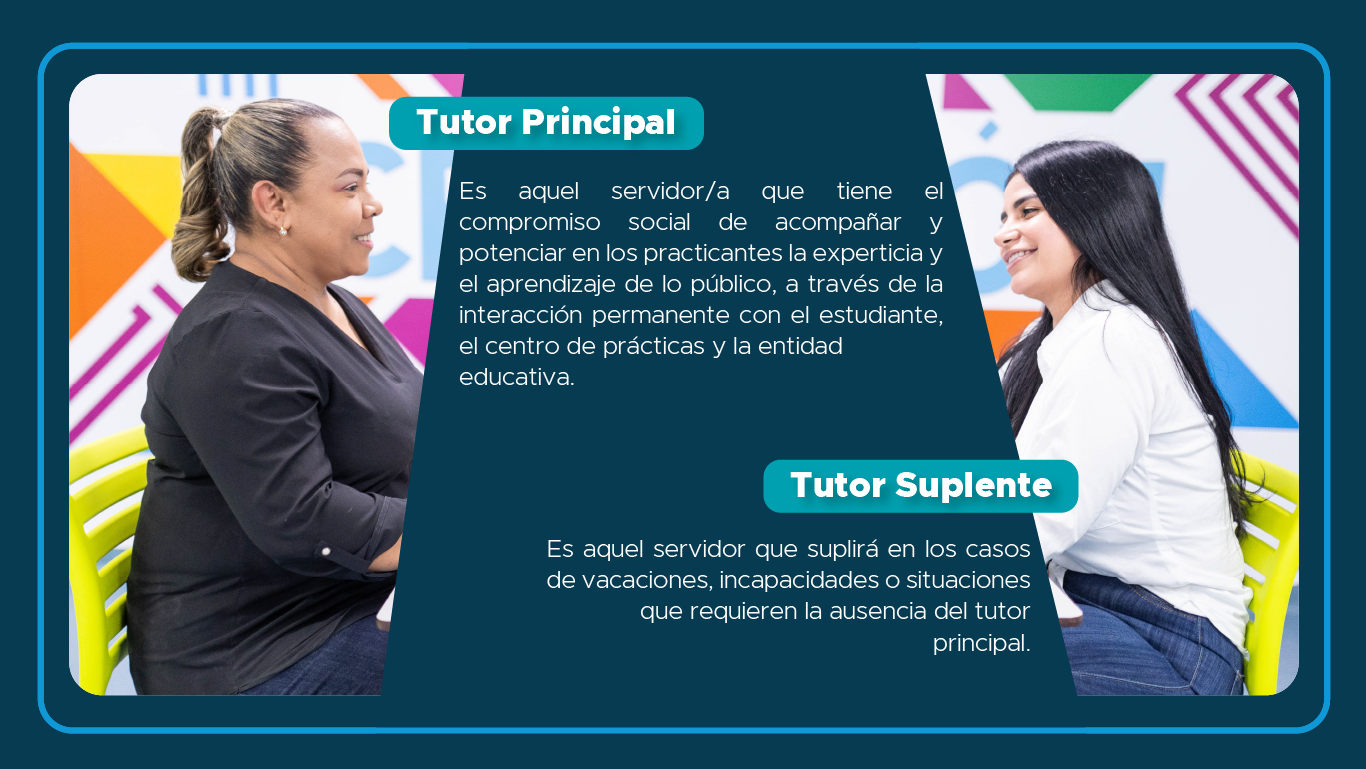 Tutor Principal
Es aquel servidor/a que tiene el
compromiso social de acompañar y
potenciar en los practicantes la experticia y
el aprendizaje de lo público, a través de la
interacción permanente con el estudiante,
el centro de prácticas y la entidad
educativa.
Tutor Suplente
Es aquel servidor que suplirá en los casos
de vacaciones, incapacidades o situaciones
que requieren la ausencia del tutor
principal.